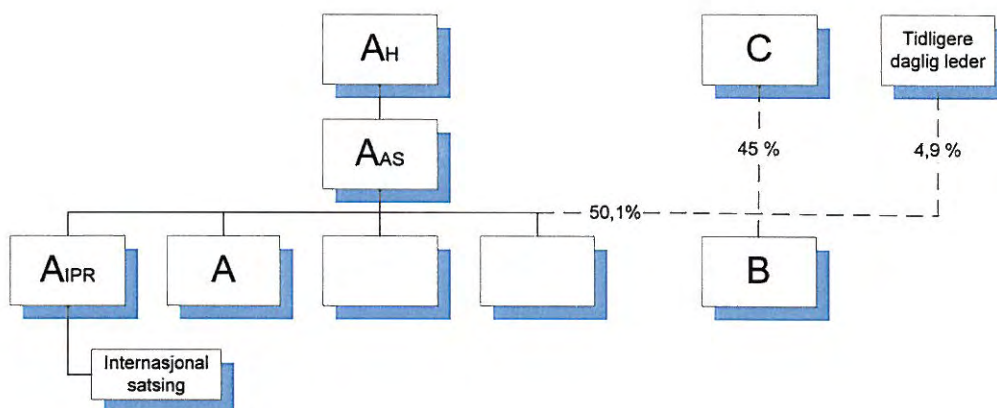 AH
C
Tidligere
daglig leder
AAS
45 %
4,9 %
50,1%
AIPR
A
B
Internasjonal
satsing